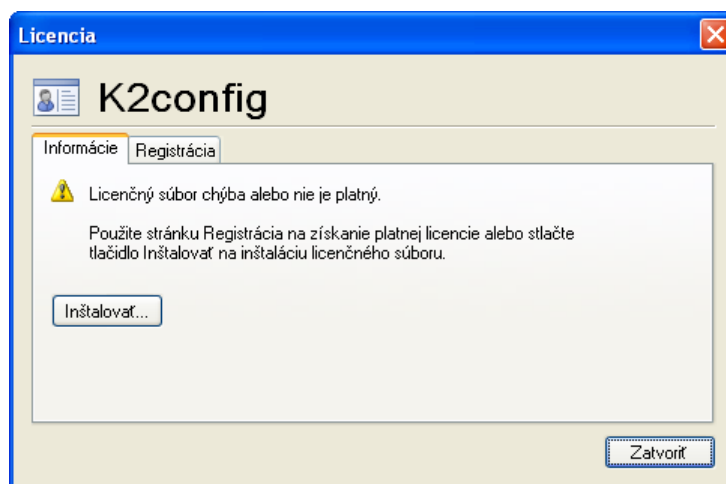 Licencia
K2config
Informácie
Registrácia
Licenčný súbor chýba alebo nie je platný.
Použite stránku Registrácia na získanie platnej licencie alebo stlačte
tlačidlo Inštalovať na inštaláciu licenčného súboru.
Inštalovať...
Zatvoriť